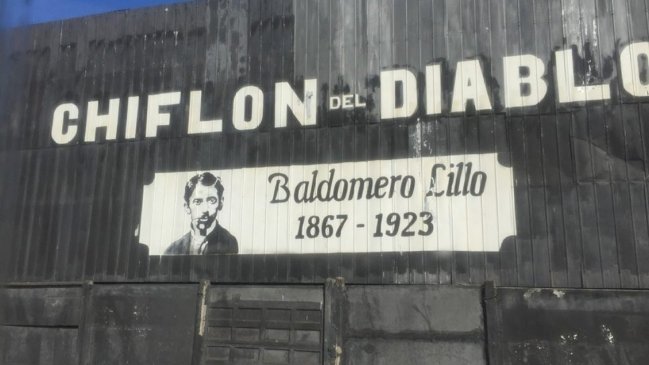 CHIFLON DEL DIABLO
Baldomero Lillo
1867 - 1923